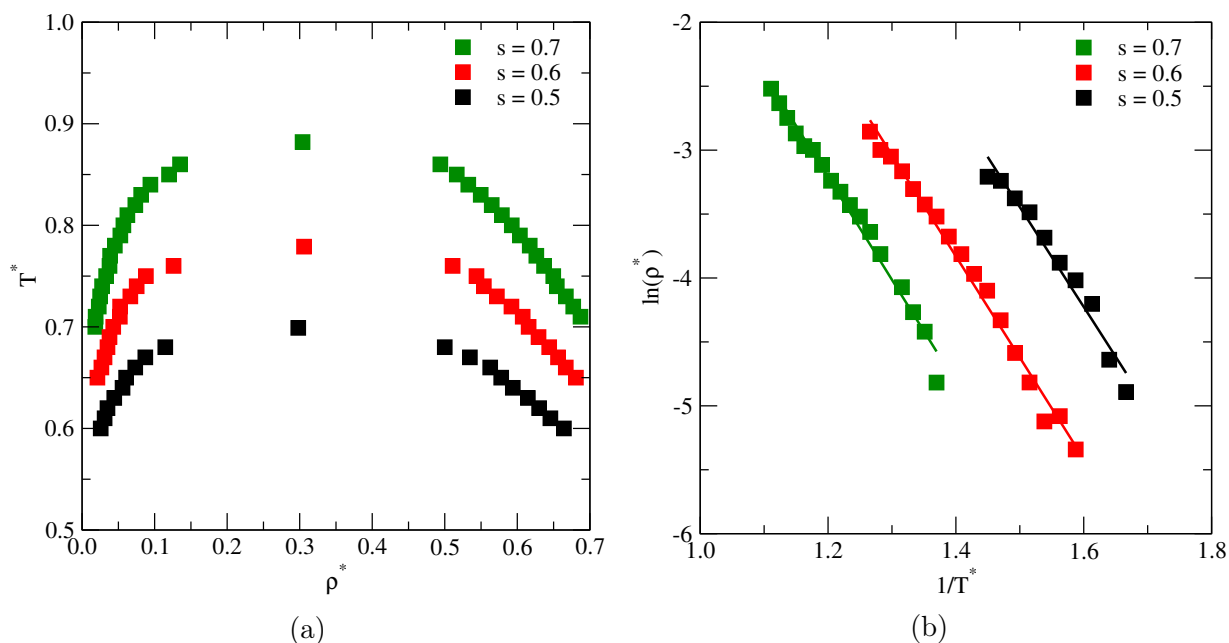 1.0
0.9
0.8
0.7
0.6
0.5
T*
0.0 0.1 0.2 0.3 0.4 0.5 0.6 0.7
ρ*
s = 0.7
s = 0.6
s = 0.5
(a)
-2
-3
-4
-5
-6
ln(ρ*)
1.0 1.2 1.4 1.6 1.8
1/T*
s = 0.7
s = 0.6
s = 0.5
(b)